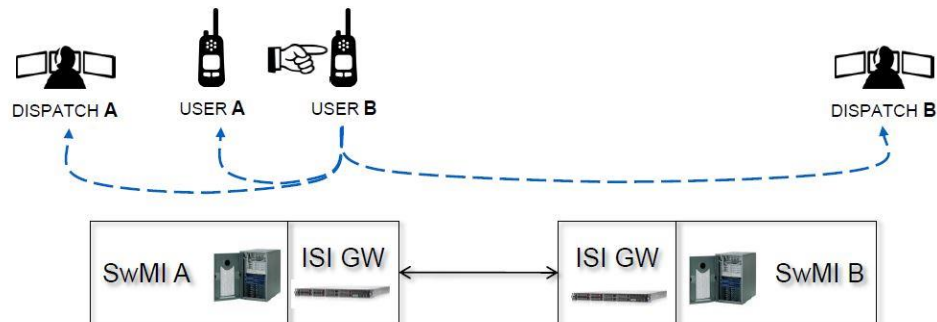 DISPATCH A
USER A
USER B
DISPATCH B
SwMI A
ISI GW
ISI GW
SwMI B